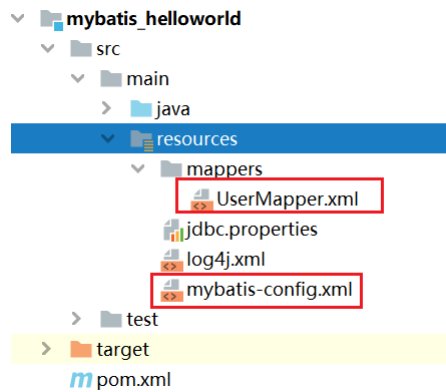 mybatis_helloworld
src
main
java
resources
mappers
UserMapper.xml
jdbc.properties
log4j.xml
mybatis-config.xml
test
target
pom.xml